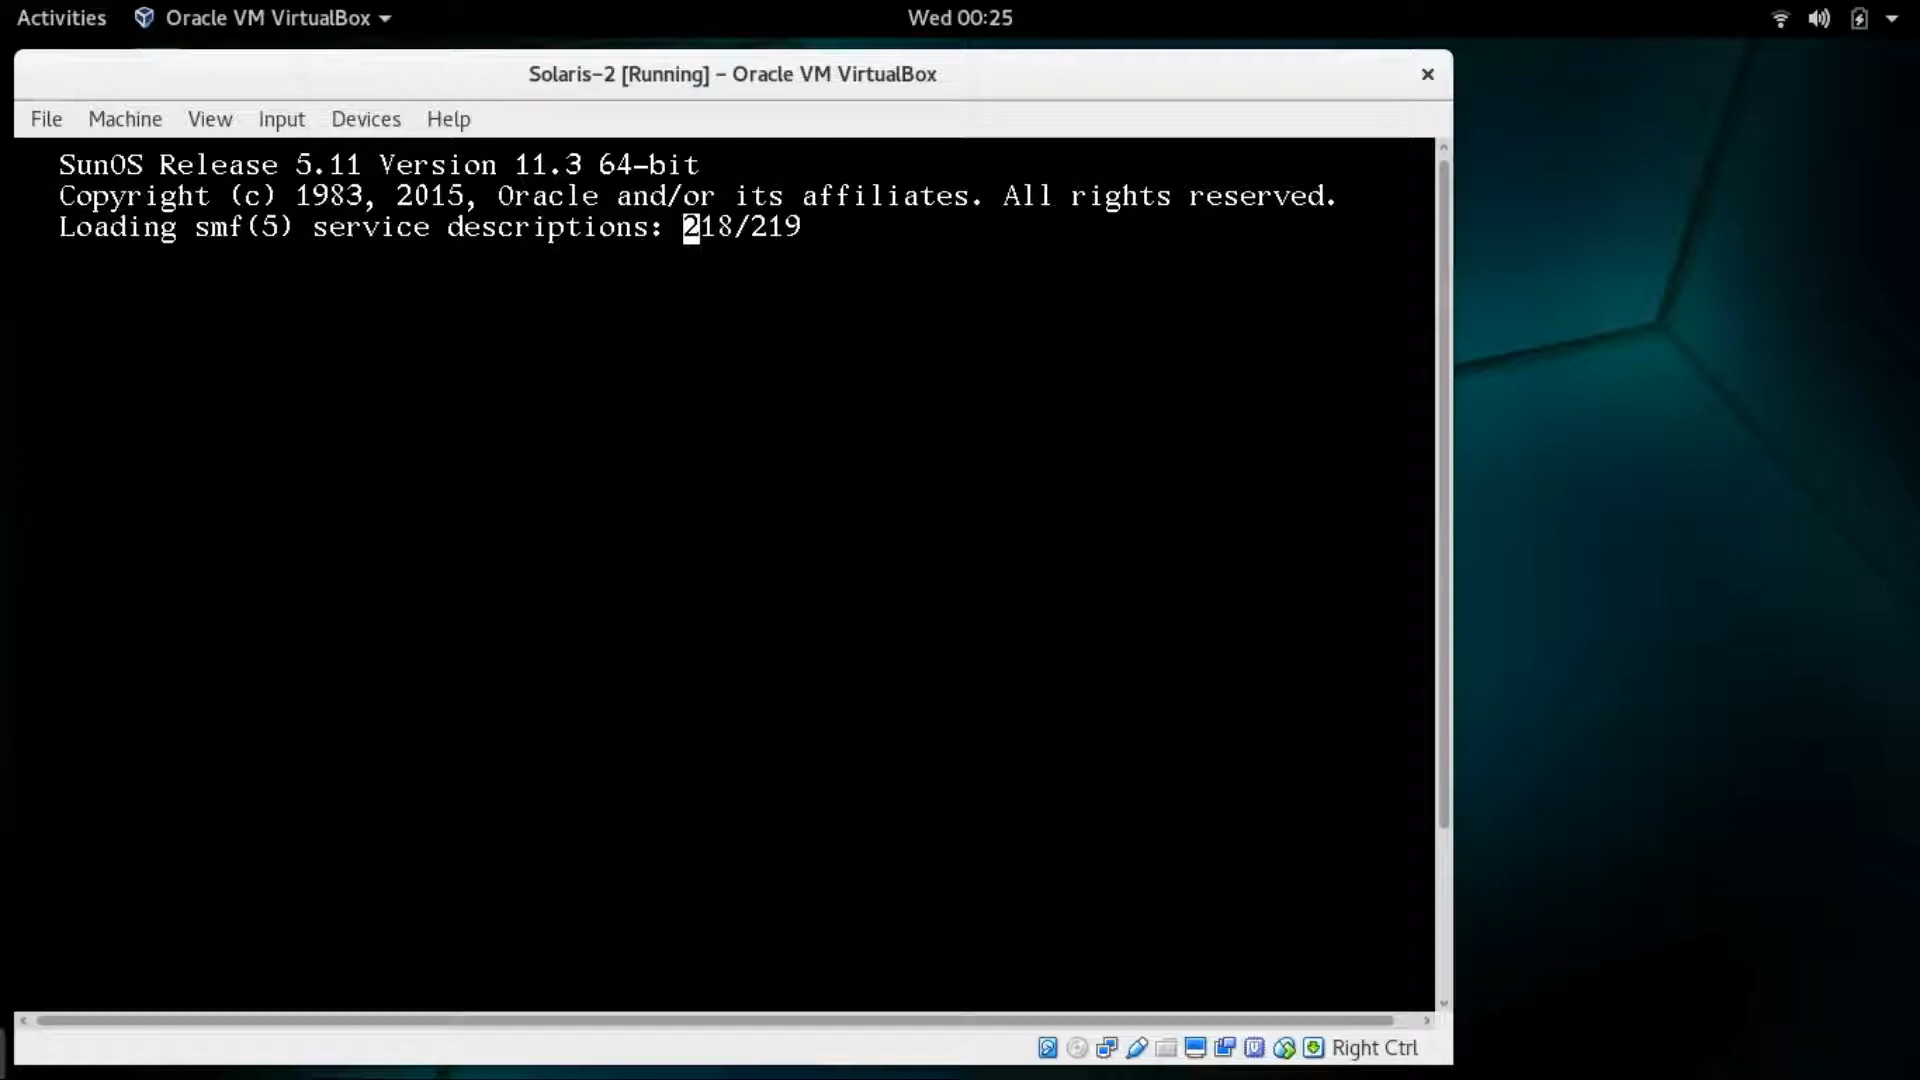 Activities Oracle VM VirtualBox Wed 00:25
Solaris-2 [Running] - Oracle VM VirtualBox
File Machine View Input Devices Help
SunOS Release 5.11 Version 11.3 64-bit
Copyright (c) 1983, 2015, Oracle and/or its affiliates. All rights reserved.
Loading smf(5) service descriptions: 218/219
Right Ctrl